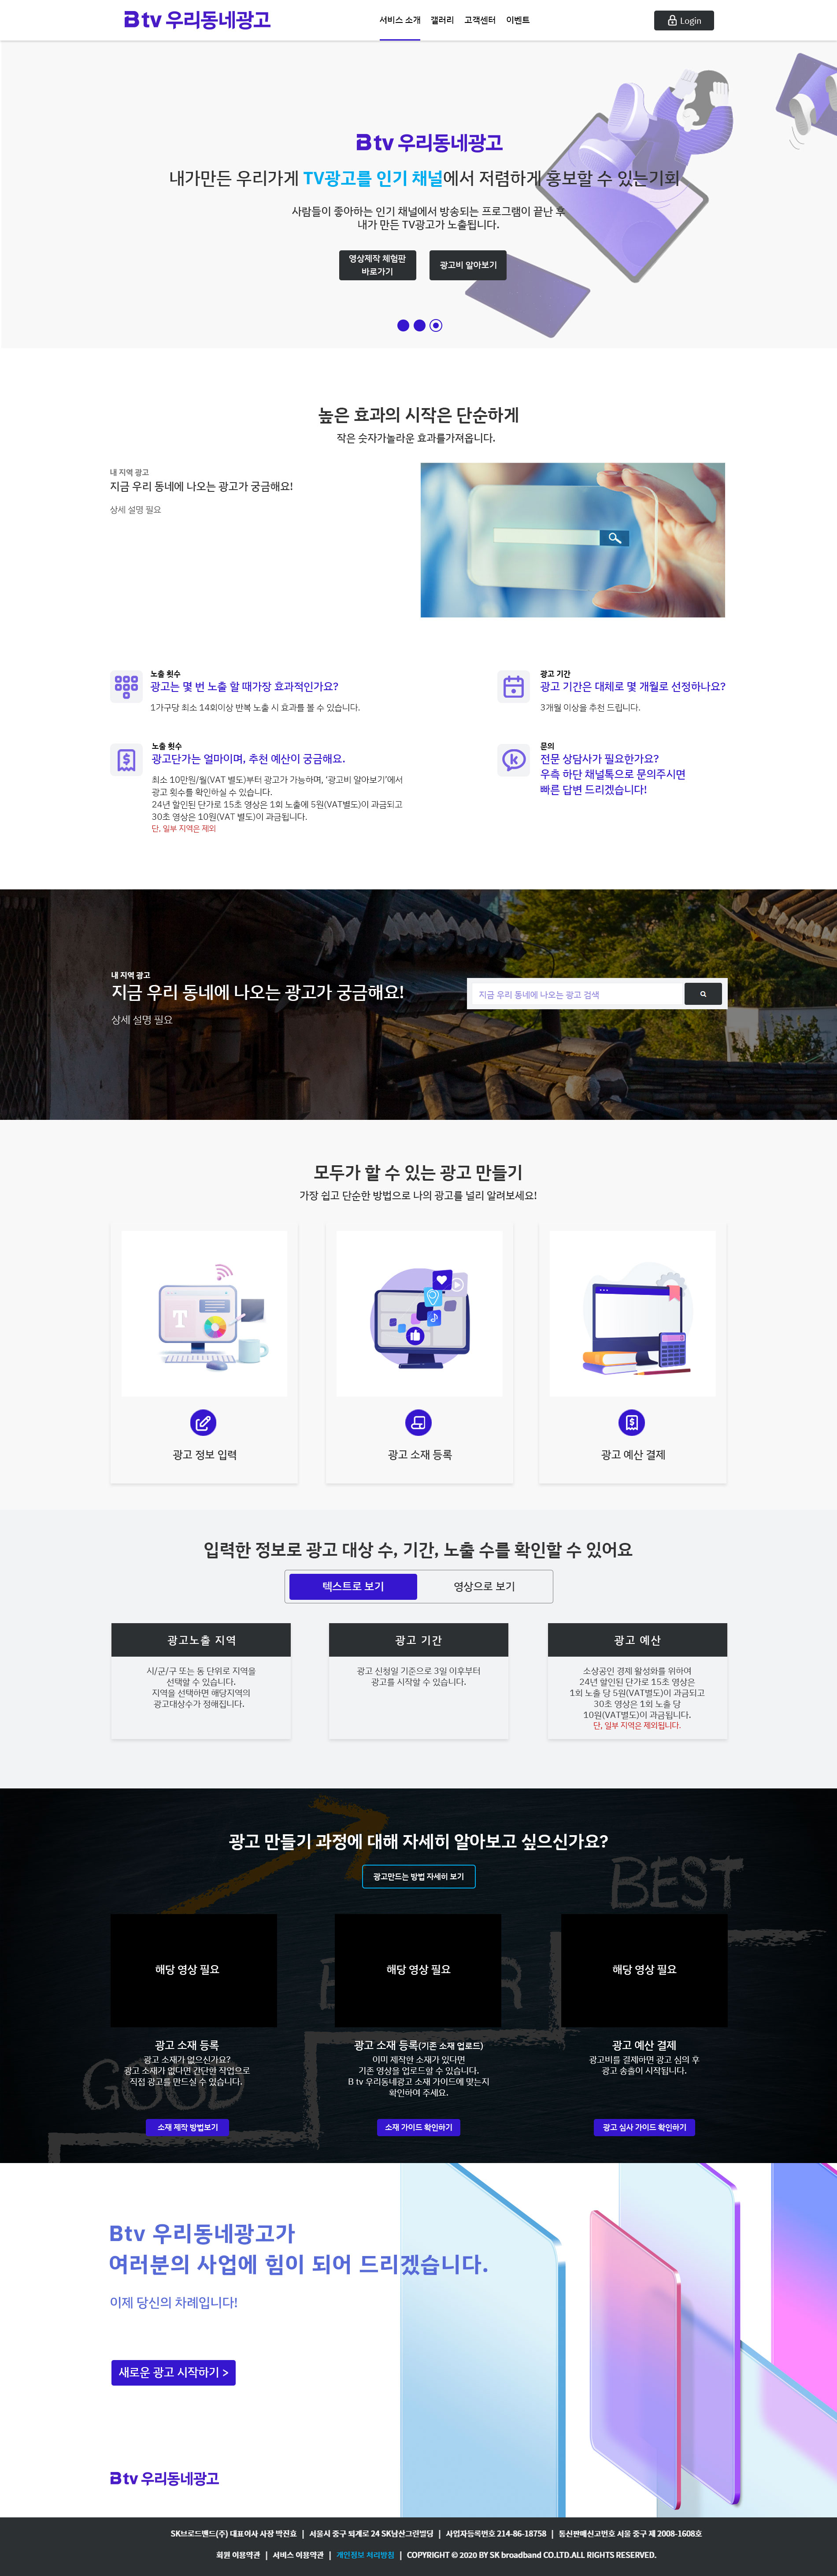 B tv 우리동네광고
서비스 소개 갤러리 고객센터 이벤트
Login
B tv 우리동네광고
내가만든 우리가게 TV광고를 인기 채널에서 저렴하게 홍보할 수 있는기회
사람들이 좋아하는 인기 채널에서 방송되는 프로그램이 끝난 후
내가 만든 TV광고가 노출됩니다.
영상제작 체험판
바로가기
광고비 알아보기
높은 효과의 시작은 단순하게
작은 숫자가놀라운 효과를가져옵니다.
내 지역 광고
지금 우리 동네에 나오는 광고가 궁금해요!
상세 설명 필요
노출 횟수
광고는 몇 번 노출 할 때가장 효과적인가요?
1가구당 최소 14회이상 반복 노출 시 효과를 볼 수 있습니다.
광고 기간
광고 기간은 대체로 몇 개월로 선정하나요?
3개월 이상을 추천 드립니다.
노출 횟수
광고단가는 얼마이며, 추천 예산이 궁금해요.
최소 10만원/월(VAT 별도)부터 광고가 가능하며, ‘광고비 알아보기’에서
광고 횟수를 확인하실 수 있습니다.
24년 할인된 단가로 15초 영상은 1회 노출에 5원(VAT별도)이 과금되고
30초 영상은 10원(VAT 별도)이 과금됩니다.
단, 일부 지역은 제외
문의
전문 상담사가 필요한가요?
우측 하단 채널톡으로 문의주시면
빠른 답변 드리겠습니다!
내 지역 광고
지금 우리 동네에 나오는 광고가 궁금해요!
상세 설명 필요
지금 우리 동네에 나오는 광고 검색
모두가 할 수 있는 광고 만들기
가장 쉽고 단순한 방법으로 나의 광고를 널리 알려보세요!
T
광고 정보 입력
광고 소재 등록
광고 예산 결제
입력한 정보로 광고 대상 수, 기간, 노출 수를 확인할 수 있어요
텍스트로 보기
영상으로 보기
광고노출 지역
시/군/구 또는 동 단위로 지역을
선택할 수 있습니다.
지역을 선택하면 해당지역의
광고대상수가 정해집니다.
광고 기간
광고 신청일 기준으로 3일 이후부터
광고를 시작할 수 있습니다.
광고 예산
소상공인 경제 활성화를 위하여
24년 할인된 단가로 15초 영상은
1회 노출 당 5원(VAT별도)이 과금되고
30초 영상은 1회 노출 당
10원(VAT별도)이 과금됩니다.
단, 일부 지역은 제외됩니다.
광고 만들기 과정에 대해 자세히 알아보고 싶으신가요?
광고만드는 방법 자세히 보기
BEST
해당 영상 필요
해당 영상 필요
해당 영상 필요
광고 소재 등록
광고 소재가 없으신가요?
광고 소재가 없다면 간단한 작업으로
직접 광고를 만드실 수 있습니다.
소재 제작 방법보기
광고 소재 등록(기존 소재 업로드)
이미 제작한 소재가 있다면
기존 영상을 업로드할 수 있습니다.
B tv 우리동네광고 소재 가이드에 맞는지
확인하여 주세요.
소재 가이드 확인하기
광고 예산 결제
광고비를 결제하면 광고 심의 후
광고 송출이 시작됩니다.
광고 심사 가이드 확인하기
Btv 우리동네광고가
여러분의 사업에 힘이 되어 드리겠습니다.
이제 당신의 차례입니다!
새로운 광고 시작하기 >
B tv 우리동네광고
SK브로드밴드(주) 대표이사 사장 박진효 | 서울시 중구 퇴계로 24 SK남산그린빌딩 | 사업자등록번호 214-86-18758 | 통신판매신고번호 서울 중구 제 2008-1608호
회원 이용약관 | 서비스 이용약관 | 개인정보 처리방침 | COPYRIGHT © 2020 BY SK broadband CO.LTD.ALL RIGHTS RESERVED.